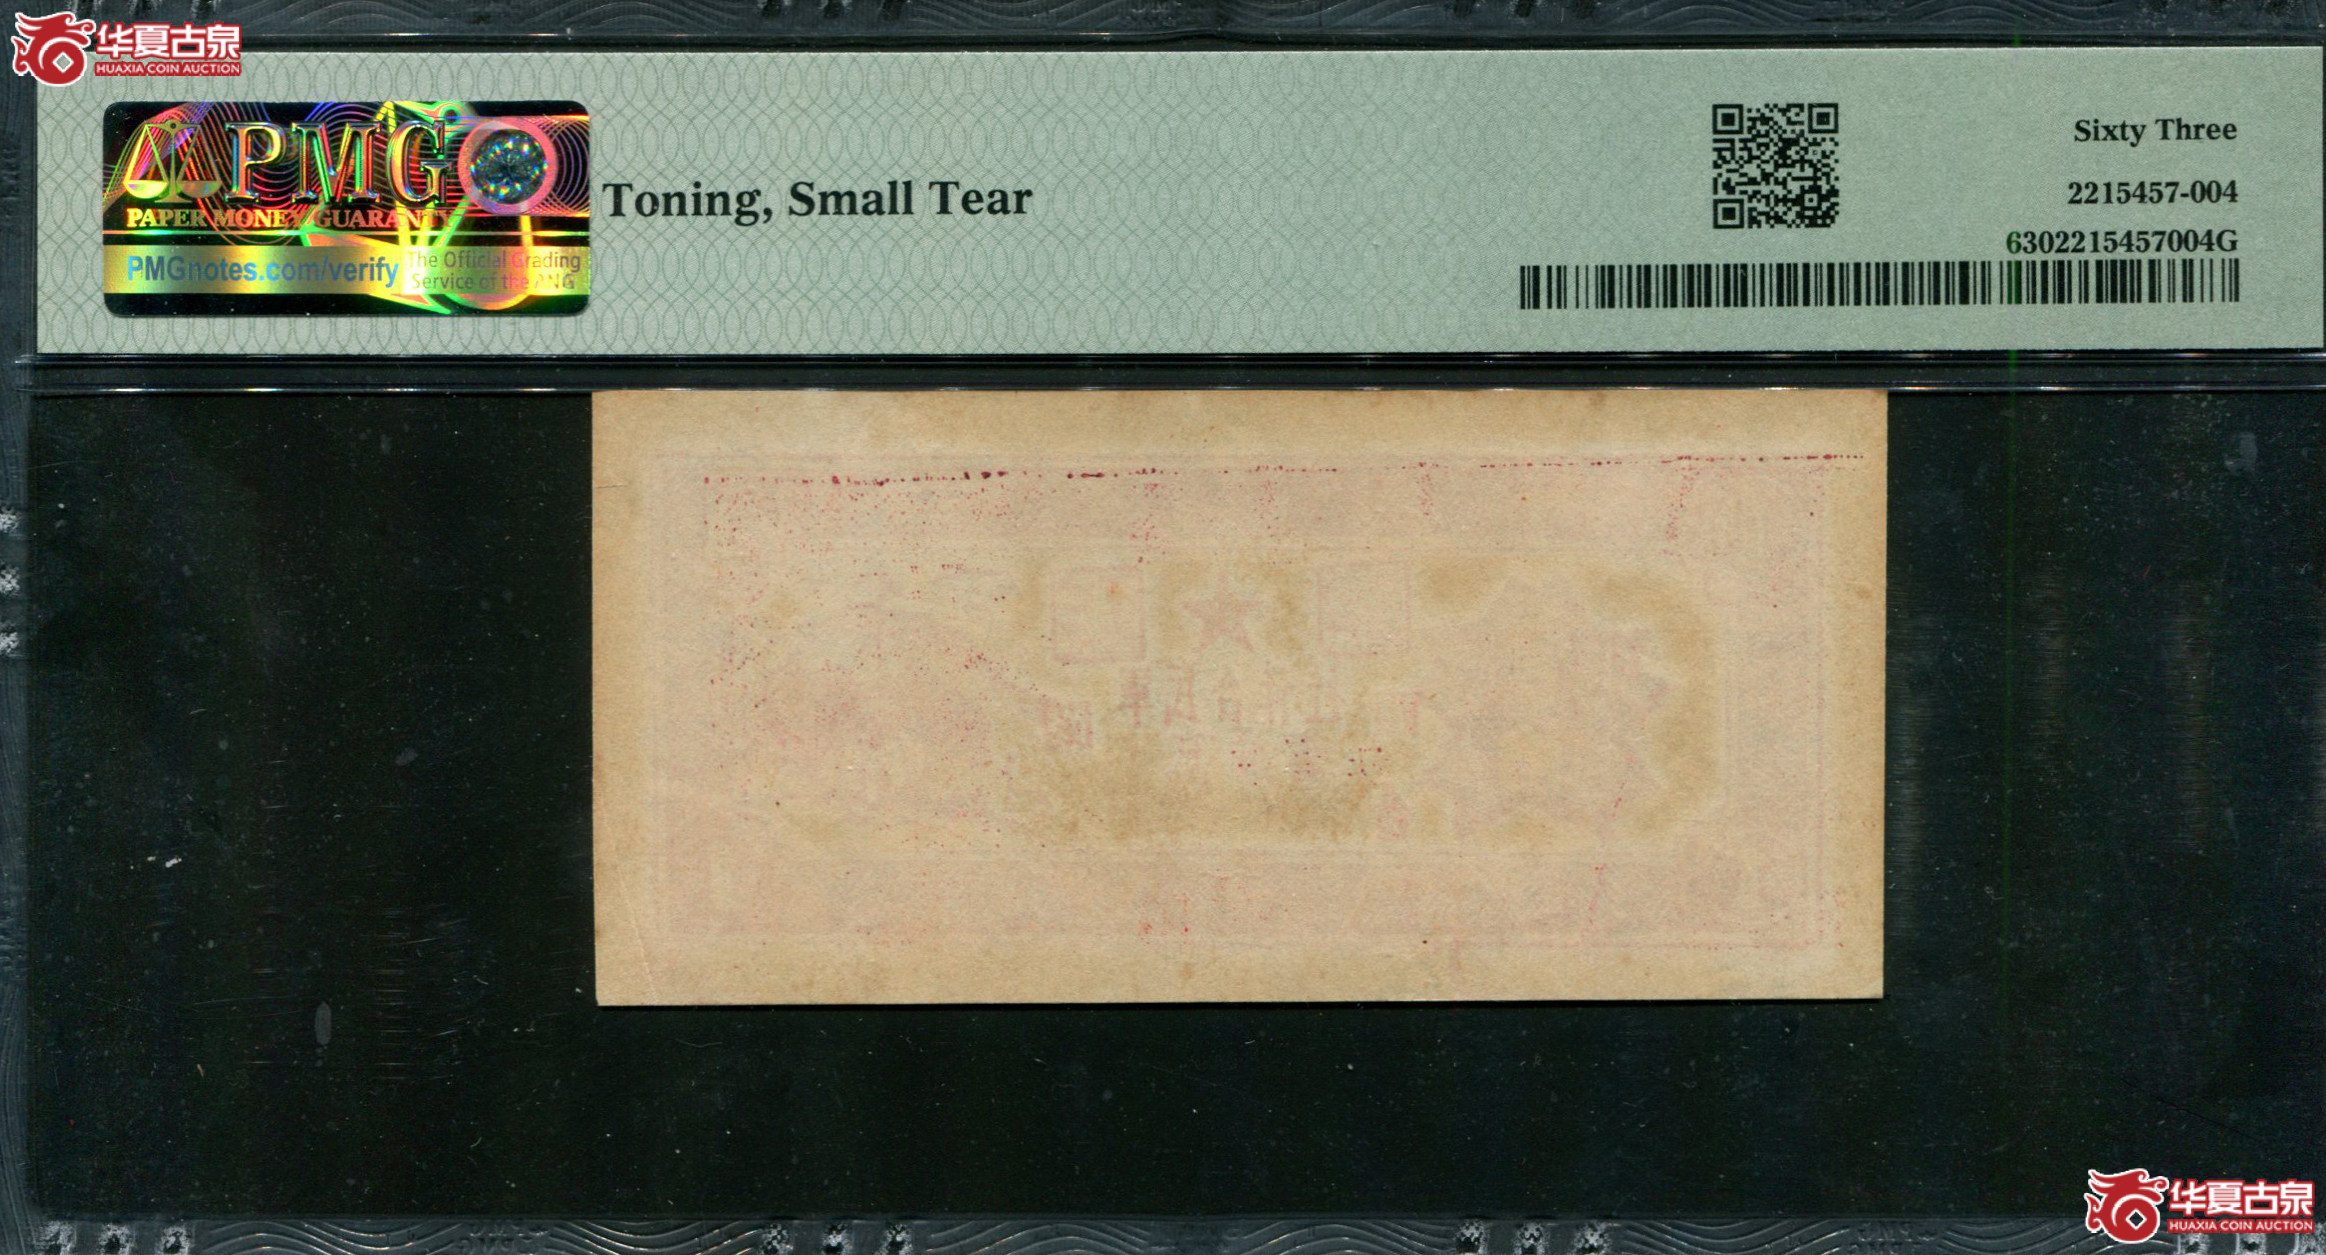 华夏古泉
HUAXIA COIN AUCTION
PMG
PAPER MONEY GUARANTY
PMGnotes.com/verify
The Official Grading
Service of the ANG
Toning, Small Tear
Sixty Three
2215457-004
6302215457004G
华夏古泉
HUAXIA COIN AUCTION